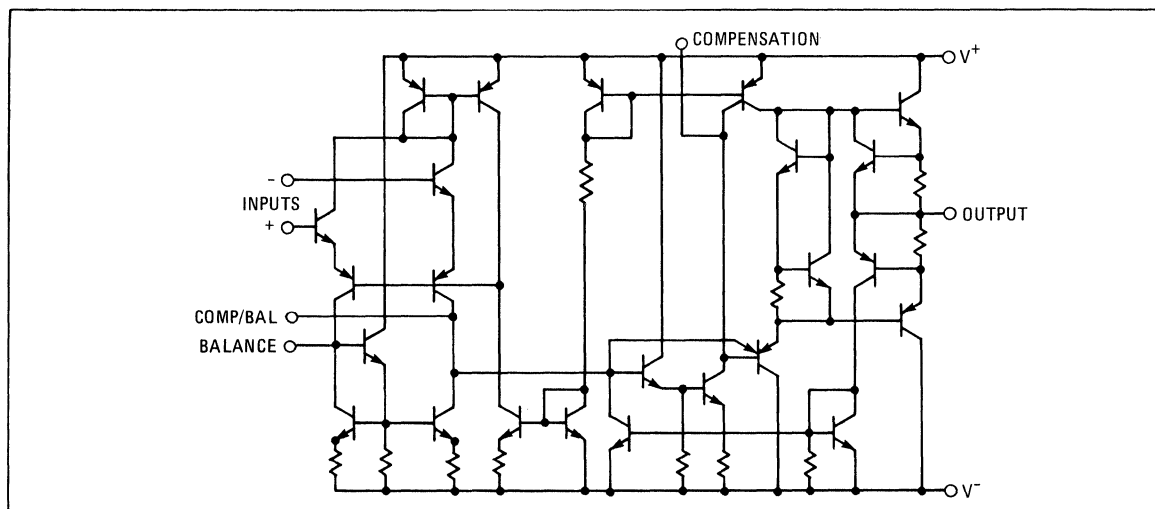 COMPENSATION
V+
-
INPUTS
+
OUTPUT
COMP/BAL
BALANCE
V-